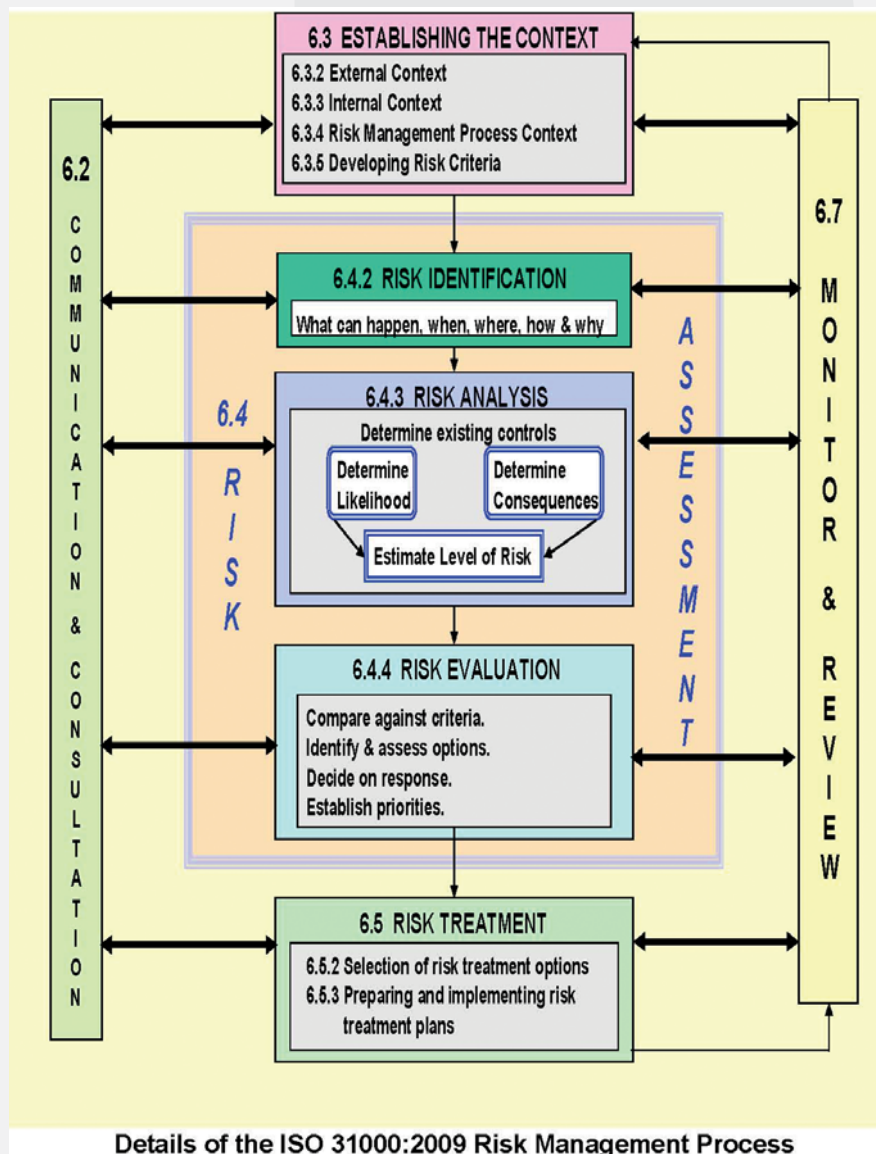 6.3 ESTABLISHING THE CONTEXT
6.3.2 External Context
6.3.3 Internal Context
6.3.4 Risk Management Process Context
6.3.5 Developing Risk Criteria
6.2 COMMUNICATION & CONSULTATION
6.4 RISK
ASSESSMENT
6.4.2 RISK IDENTIFICATION
What can happen, when, where, how & why
6.4.3 RISK ANALYSIS
Determine existing controls
Determine
Likelihood
Determine
Consequences
Estimate Level of Risk
6.4.4 RISK EVALUATION
Compare against criteria.
Identify & assess options.
Decide on response.
Establish priorities.
6.5 RISK TREATMENT
6.5.2 Selection of risk treatment options
6.5.3 Preparing and implementing risk
treatment plans
6.7 MONITOR & REVIEW
Details of the ISO 31000:2009 Risk Management Process